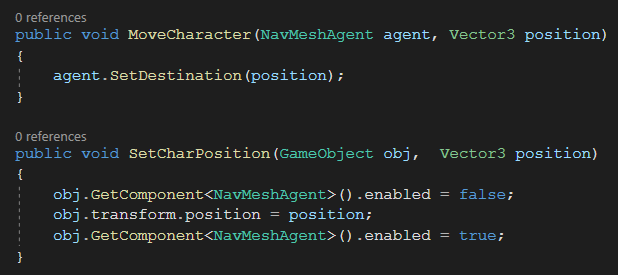 0 references
public void MoveCharacter(NavMeshAgent agent, Vector3 position)
{
    agent.SetDestination(position);
}
0 references
public void SetCharPosition(GameObject obj,  Vector3 position)
{
    obj.GetComponent<NavMeshAgent>().enabled = false;
    obj.transform.position = position;
    obj.GetComponent<NavMeshAgent>().enabled = true;
}